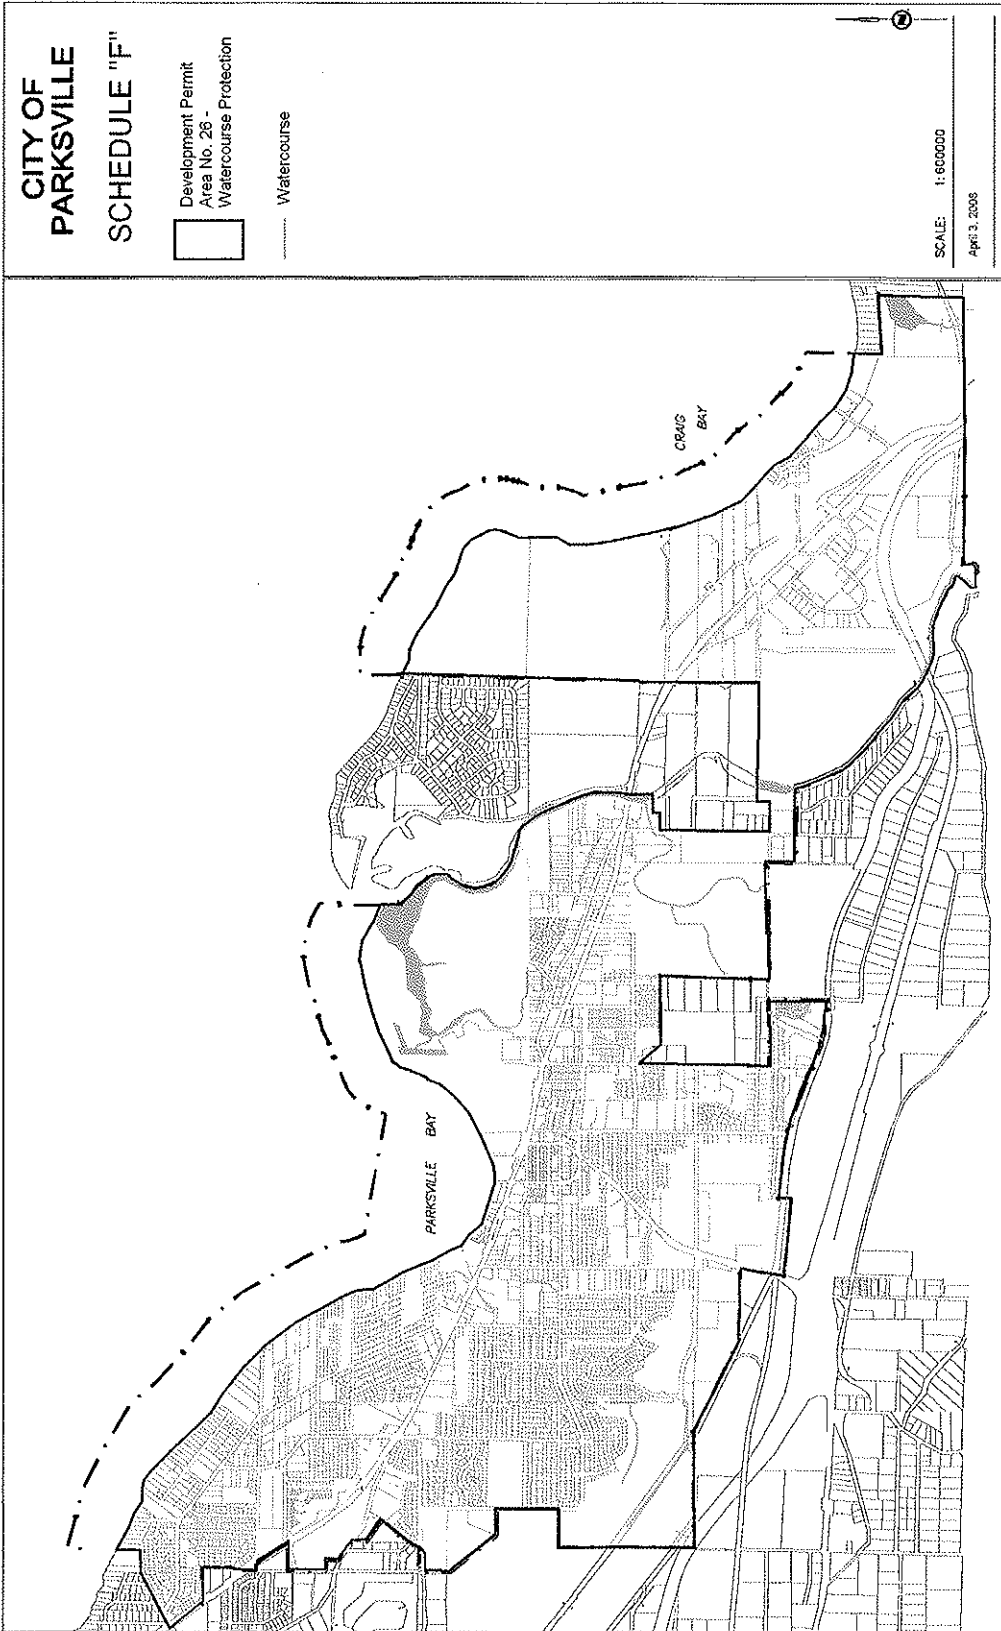 CITY OF
PARKSVILLE
SCHEDULE "F"
Development Permit
Area No. 26 -
Watercourse Protection
Watercourse
SCALE: 1:600000
April 3, 2008
CRAIG
BAY
PARKSVILLE BAY